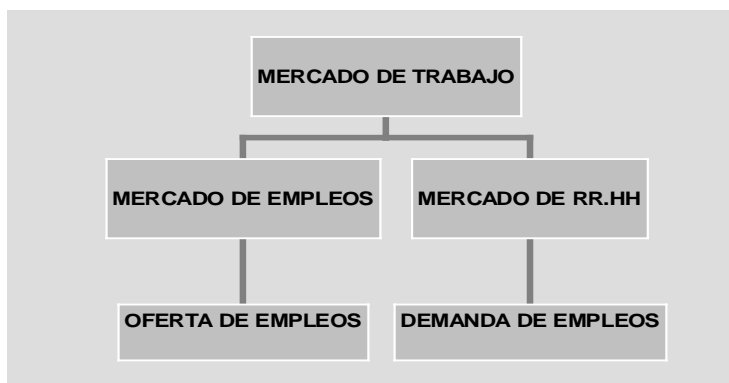 MERCADO DE TRABAJO
MERCADO DE EMPLEOS
MERCADO DE RR.HH
OFERTA DE EMPLEOS
DEMANDA DE EMPLEOS